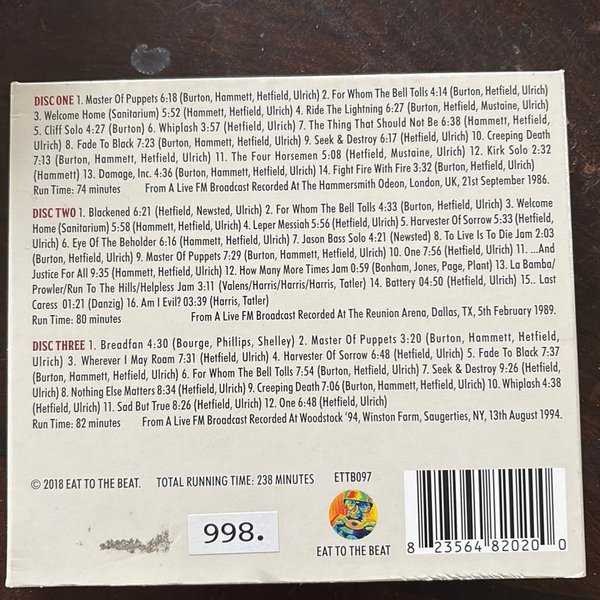 DISC ONE 1. Master Of Puppets 6:18 (Burton, Hammett, Hetfield, Ulrich) 2. For Whom The Bell Tolls 4:14 (Burton, Hetfield, Ulrich)
3. Welcome Home (Sanitarium) 5:52 (Hammett, Hetfield, Ulrich) 4. Ride The Lightning 6:27 (Burton, Hetfield, Mustaine, Ulrich)
5. Cliff Solo 4:27 (Burton) 6. Whiplash 3:57 (Hetfield, Ulrich) 7. The Thing That Should Not Be 6:38 (Hammett, Hetfield,
Ulrich) 8. Fade To Black 7:23 (Burton, Hammett, Hetfield, Ulrich) 9. Seek & Destroy 6:17 (Hetfield, Ulrich) 10. Creeping Death
7:13 (Burton, Hammett, Hetfield, Ulrich) 11. The Four Horsemen 5:08 (Hetfield, Mustaine, Ulrich) 12. Kirk Solo 2:32
(Hammett) 13. Damage, Inc. 4:36 (Burton, Hammett, Hetfield, Ulrich) 14. Fight Fire With Fire 3:32 (Burton, Hetfield, Ulrich)
Run Time: 74 minutes From A Live FM Broadcast Recorded At The Hammersmith Odeon, London, UK, 21st September 1986.
DISC TWO 1. Blackened 6:21 (Hetfield, Newsted, Ulrich) 2. For Whom The Bell Tolls 4:33 (Burton, Hetfield, Ulrich) 3. Welcome
Home (Sanitarium) 5:58 (Hammett, Hetfield, Ulrich) 4. Leper Messiah 5:56 (Hetfield, Ulrich) 5. Harvester Of Sorrow 5:33 (Hetfield,
Ulrich) 6. Eye Of The Beholder 6:16 (Hammett, Hetfield, Ulrich) 7. Jason Bass Solo 4:21 (Newsted) 8. To Live Is To Die Jam 2:03
(Burton, Hetfield, Ulrich) 9. Master Of Puppets 7:29 (Burton, Hammett, Hetfield, Ulrich) 10. One 7:56 (Hetfield, Ulrich) 11. ...And
Justice For All 9:35 (Hammett, Hetfield, Ulrich) 12. How Many More Times Jam 0:59 (Bonham, Jones, Page, Plant) 13. La Bamba/
Prowler/Run To The Hills/Helpless Jam 3:11 (Valens/Harris/Harris/Harris, Tatler) 14. Battery 04:50 (Hetfield, Ulrich) 15.. Last
Caress 01:21 (Danzig) 16. Am I Evil? 03:39 (Harris, Tatler)
Run Time: 80 minutes From A Live FM Broadcast Recorded At The Reunion Arena, Dallas, TX, 5th February 1989.
DISC THREE 1. Breadfan 4:30 (Bourge, Phillips, Shelley) 2. Master Of Puppets 3:20 (Burton, Hammett, Hetfield,
Ulrich) 3. Wherever I May Roam 7:31 (Hetfield, Ulrich) 4. Harvester Of Sorrow 6:48 (Hetfield, Ulrich) 5. Fade To Black 7:37
(Burton, Hammett, Hetfield, Ulrich) 6. For Whom The Bell Tolls 7:54 (Burton, Hetfield, Ulrich) 7. Seek & Destroy 9:26 (Hetfield, Ulrich)
8. Nothing Else Matters 8:34 (Hetfield, Ulrich) 9. Creeping Death 7:06 (Burton, Hammett, Hetfield, Ulrich) 10. Whiplash 4:38
(Hetfield, Ulrich) 11. Sad But True 8:26 (Hetfield, Ulrich) 12. One 6:48 (Hetfield, Ulrich)
Run Time: 82 minutes From A Live FM Broadcast Recorded At Woodstock '94, Winston Farm, Saugerties, NY, 13th August 1994.
© 2018 EAT TO THE BEAT. TOTAL RUNNING TIME: 238 MINUTES ETTB097
998.
EAT TO THE BEAT
8 23564 82020 0